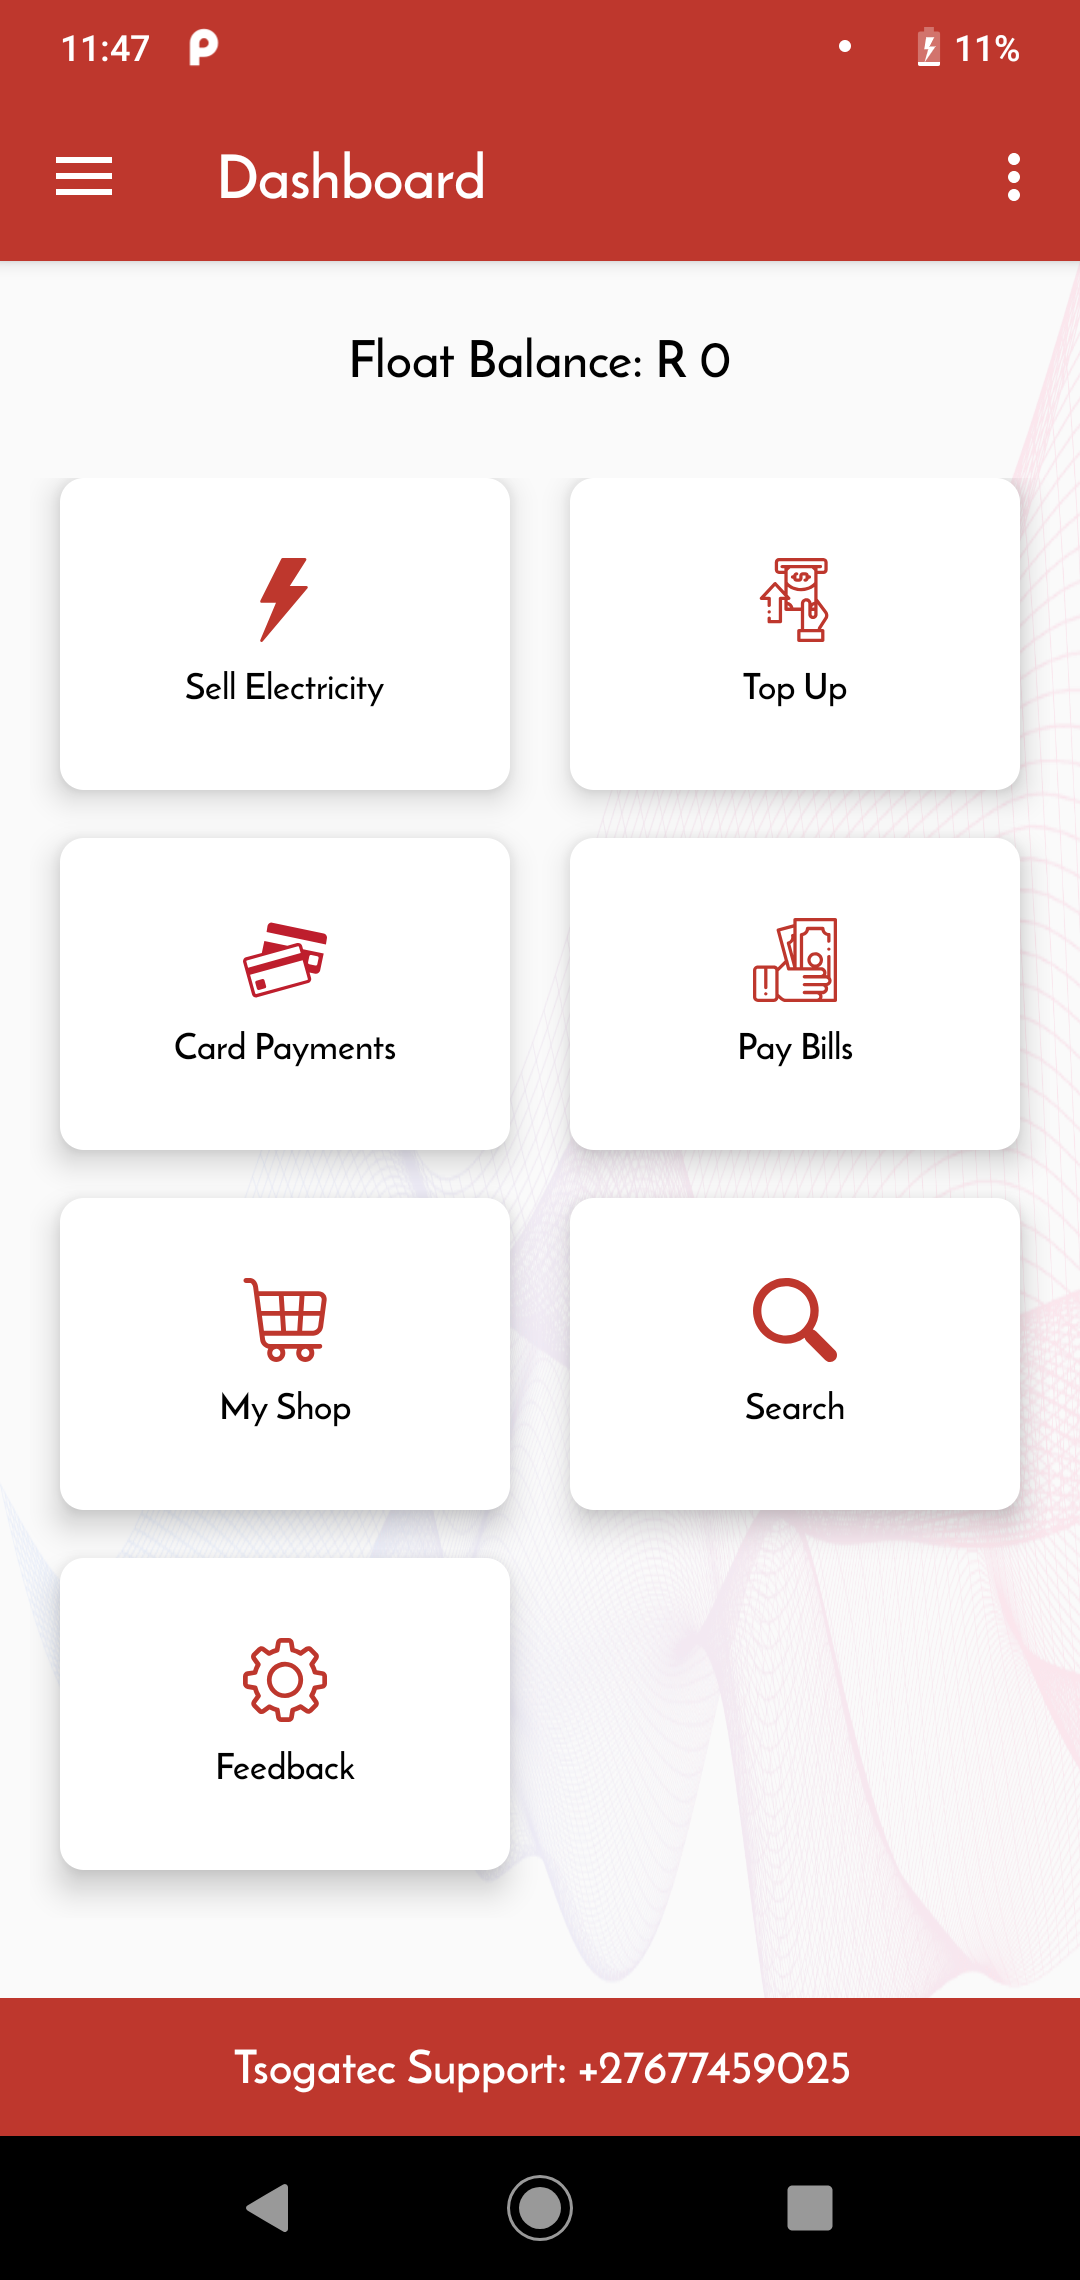 11:47
11%
Dashboard
Float Balance: R 0
Sell Electricity
Top Up
Card Payments
Pay Bills
My Shop
Search
Feedback
Tsogatec Support: +27677459025